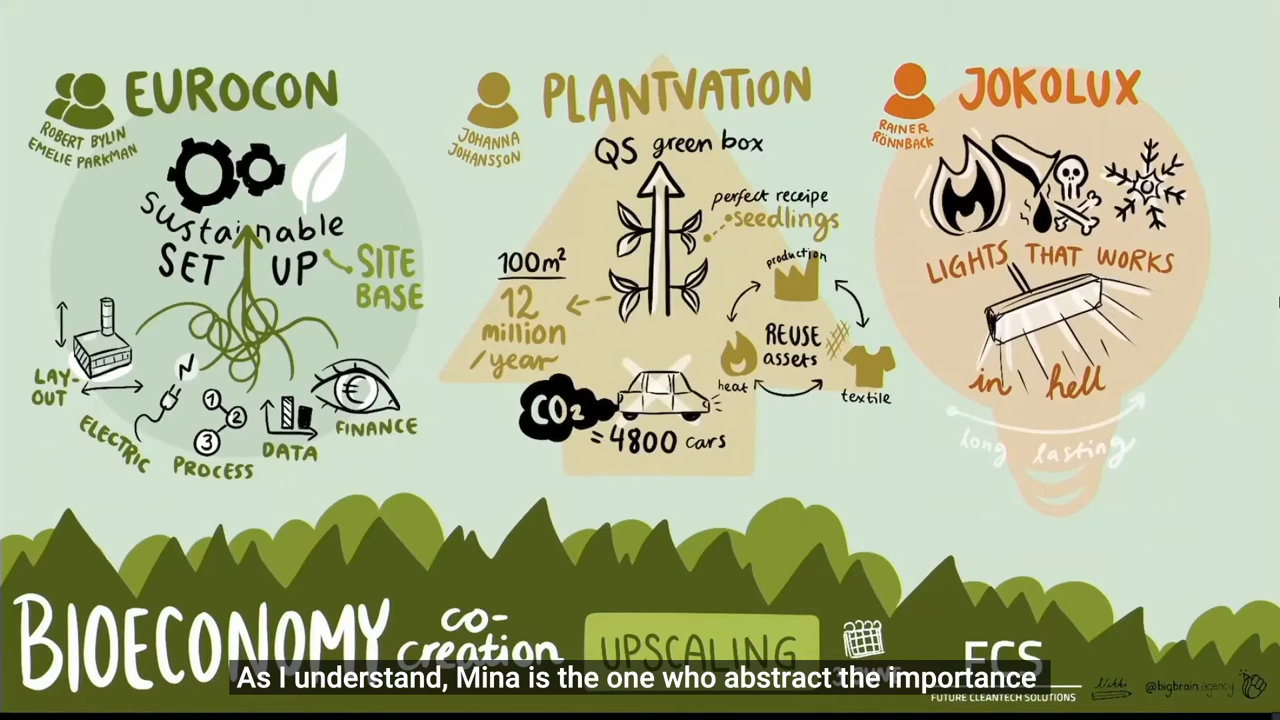 EUROCON
ROBERT BYLIN
EMELIE PARKMAN
sustainable
SET UP
SITE
BASE
LAY-
OUT
ELECTRIC
1
2
3
PROCESS
DATA
€
FINANCE
PLANTVATION
JOHANNA
JOHANSSON
QS green box
perfect receipe
seedlings
100m²
12
million
/year
production
REUSE
assets
heat
textile
CO₂
=4800 cars
JOKOLUX
RAINER
RÖNNBACK
LIGHTS THAT WORKS
in hell
long lasting
BIOECONOMY
co-
creation
UPSCALING
FCS
FUTURE CLEANTECH SOLUTIONS
@bigbrain.agency
As I understand, Mina is the one who abstract the importance